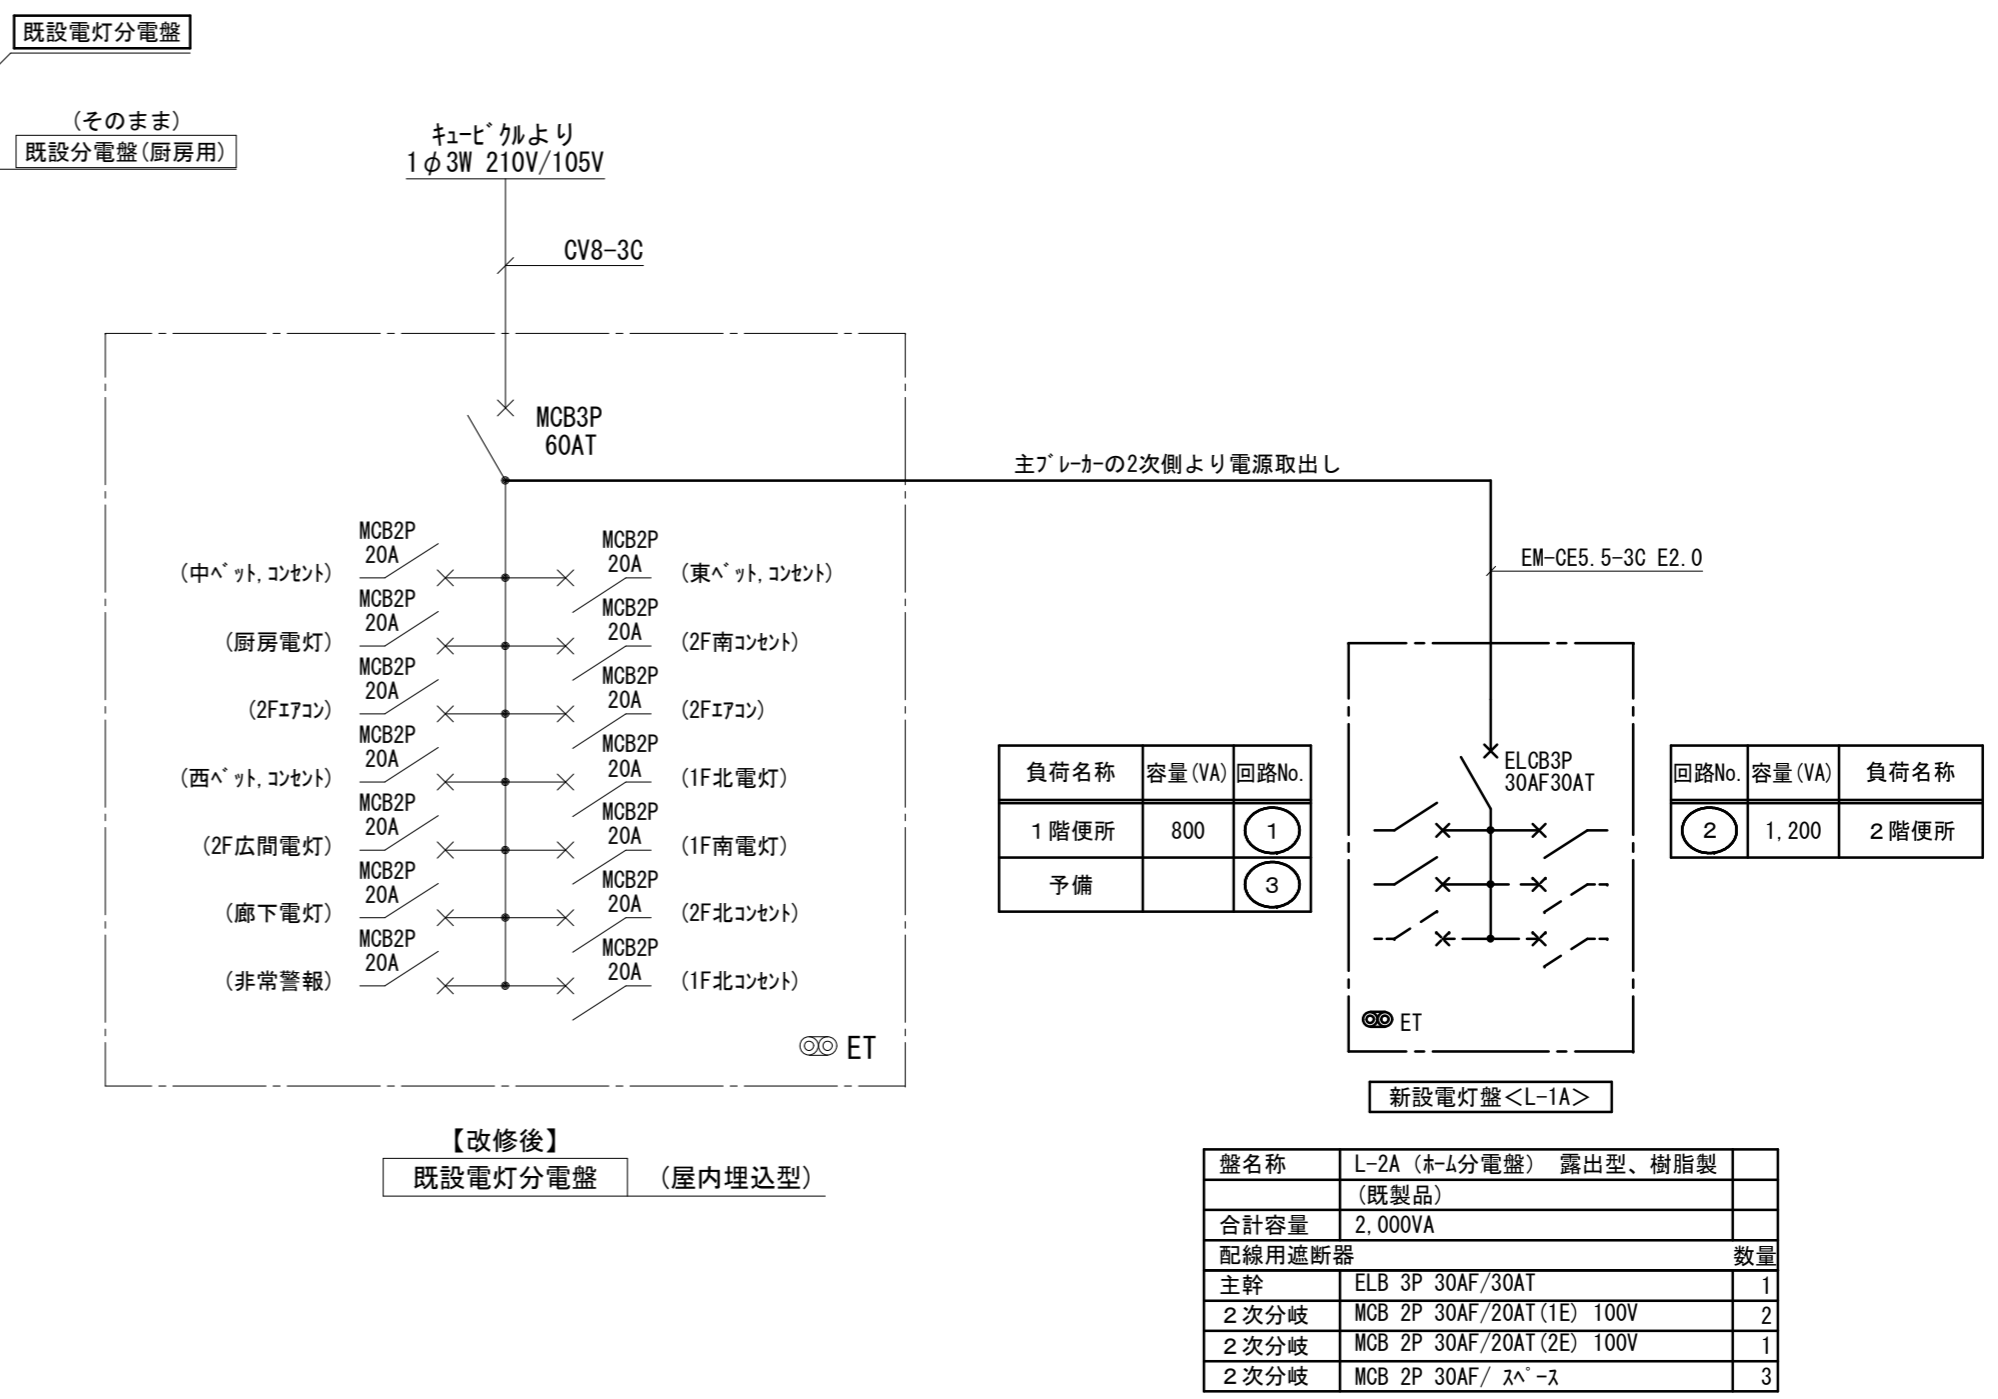 既設電灯分電盤
(そのまま)
既設分電盤(厨房用)
ｷｭｰﾋﾞｸﾙより
1φ3W 210V/105V
CV8-3C
MCB3P
60AT
主ﾌﾞﾚｰｶｰの2次側より電源取出し
EM-CE5.5-3C E2.0
MCB2P
20A
(中ﾍﾞｯﾄ,ｺﾝｾﾝﾄ)
MCB2P
20A
(東ﾍﾞｯﾄ,ｺﾝｾﾝﾄ)
MCB2P
20A
(厨房電灯)
MCB2P
20A
(2F南ｺﾝｾﾝﾄ)
MCB2P
20A
(2Fｴｱｺﾝ)
MCB2P
20A
(2Fｴｱｺﾝ)
MCB2P
20A
(西ﾍﾞｯﾄ,ｺﾝｾﾝﾄ)
MCB2P
20A
(1F北電灯)
MCB2P
20A
(2F広間電灯)
MCB2P
20A
(1F南電灯)
MCB2P
20A
(廊下電灯)
MCB2P
20A
(2F北ｺﾝｾﾝﾄ)
MCB2P
20A
(非常警報)
MCB2P
20A
(1F北ｺﾝｾﾝﾄ)
ET
【改修後】
既設電灯分電盤 (屋内埋込型)
負荷名称 容量(VA) 回路No.
１階便所 800 1
予備 3
ELCB3P
30AF30AT
ET
回路No. 容量(VA) 負荷名称
2 1,200 ２階便所
新設電灯盤＜L-1A＞
盤名称 L-2A (ﾎｰﾑ分電盤) 露出型、樹脂製
(既製品)
合計容量 2,000VA
配線用遮断器 数量
主幹 ELB 3P 30AF/30AT 1
２次分岐 MCB 2P 30AF/20AT(1E) 100V 2
２次分岐 MCB 2P 30AF/20AT(2E) 100V 1
２次分岐 MCB 2P 30AF/ ｽﾍﾟｰｽ 3